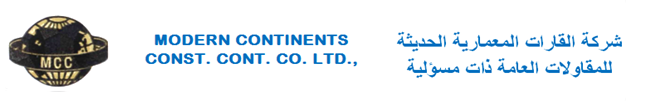 MCC
MODERN CONTINENTS
CONST. CONT. CO. LTD.,
شركة القارات المعمارية الحديثة
للمقاولات العامة ذات مسؤلية